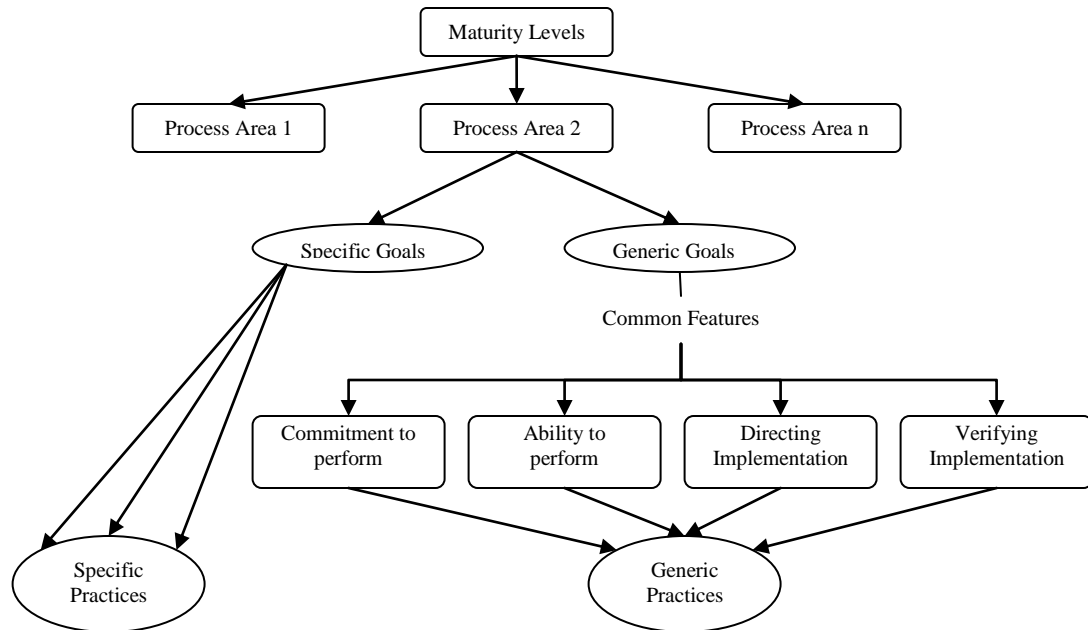 Maturity Levels
Process Area 1
Process Area 2
Process Area n
Specific Goals
Generic Goals
Common Features
Commitment to
perform
Ability to
perform
Directing
Implementation
Verifying
Implementation
Specific
Practices
Generic
Practices